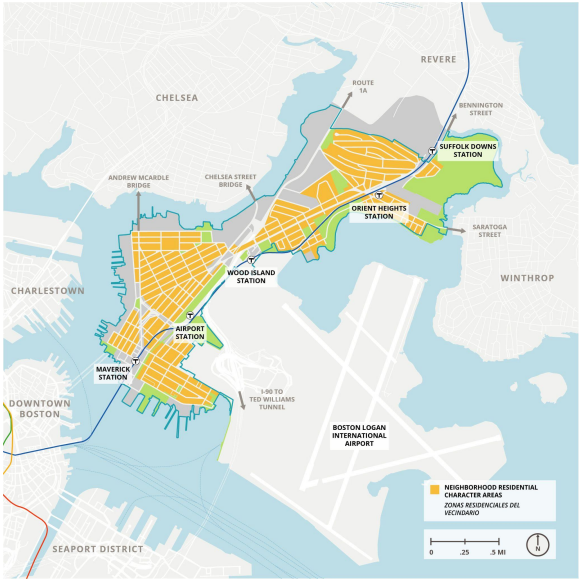 REVERE
ROUTE
1A
CHELSEA
BENNINGTON
STREET
SUFFOLK DOWNS
STATION
ANDREW MCARDLE
BRIDGE
CHELSEA STREET
BRIDGE
ORIENT HEIGHTS
STATION
SARATOGA
STREET
WOOD ISLAND
STATION
WINTHROP
CHARLESTOWN
AIRPORT
STATION
MAVERICK
STATION
I-90 TO
TED WILLIAMS
TUNNEL
DOWNTOWN
BOSTON
BOSTON LOGAN
INTERNATIONAL
AIRPORT
NEIGHBORHOOD RESIDENTIAL
CHARACTER AREAS
ZONAS RESIDENCIALES DEL
VECINDARIO
SEAPORT DISTRICT
0 .25 .5 MI
N
T
T
T
T
T